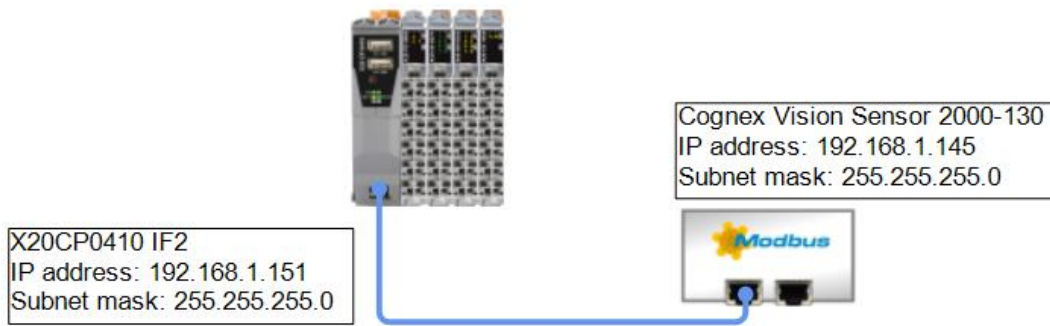 Cognex Vision Sensor 2000-130
IP address: 192.168.1.145
Subnet mask: 255.255.255.0
Modbus
X20CP0410 IF2
IP address: 192.168.1.151
Subnet mask: 255.255.255.0